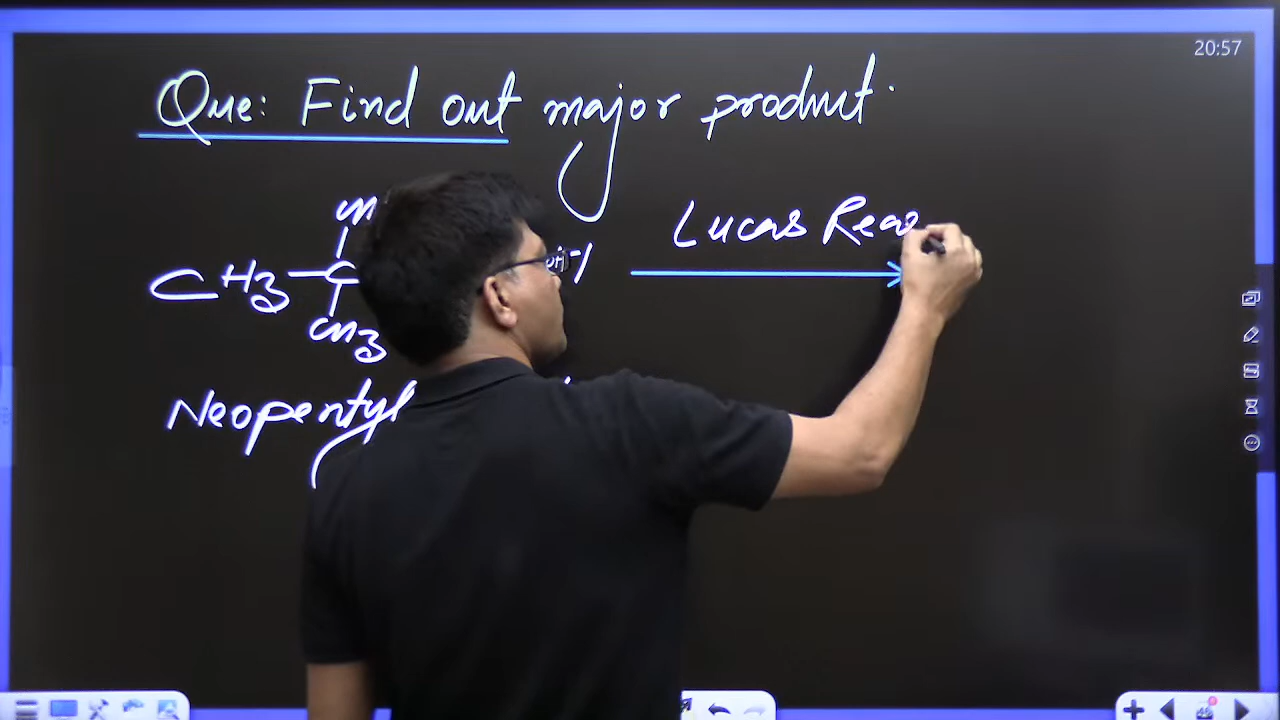 20:57
Que: Find out major product.
Lucas Rea
CH3
CH3
Neopentyl